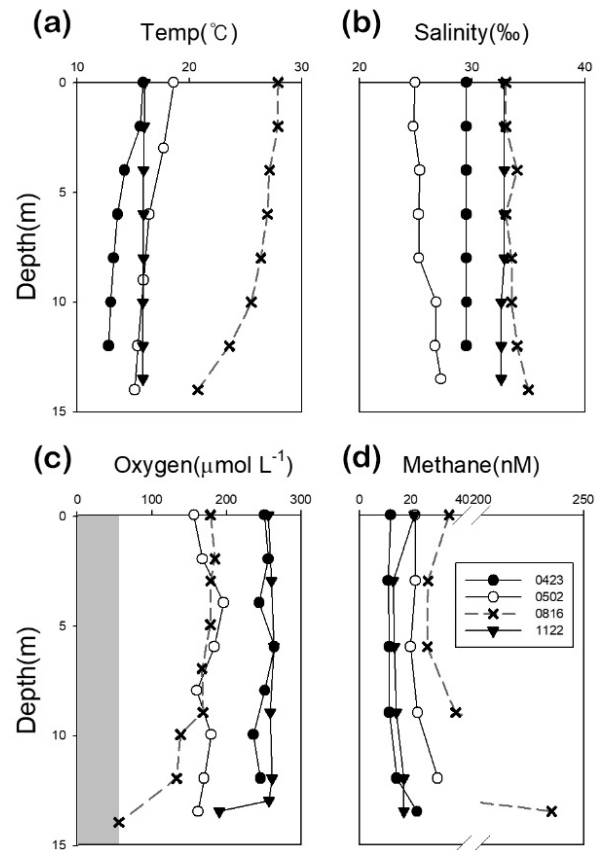 (a) Temp(℃) (b) Salinity(‰)
10 20 30 20 30 40
0
5
10
15
Depth(m)
(c) Oxygen(μmol L-1) (d) Methane(nM)
0 100 200 300 0 20 40 200 250
0
5
10
15
Depth(m)
0423
0502
0816
1122